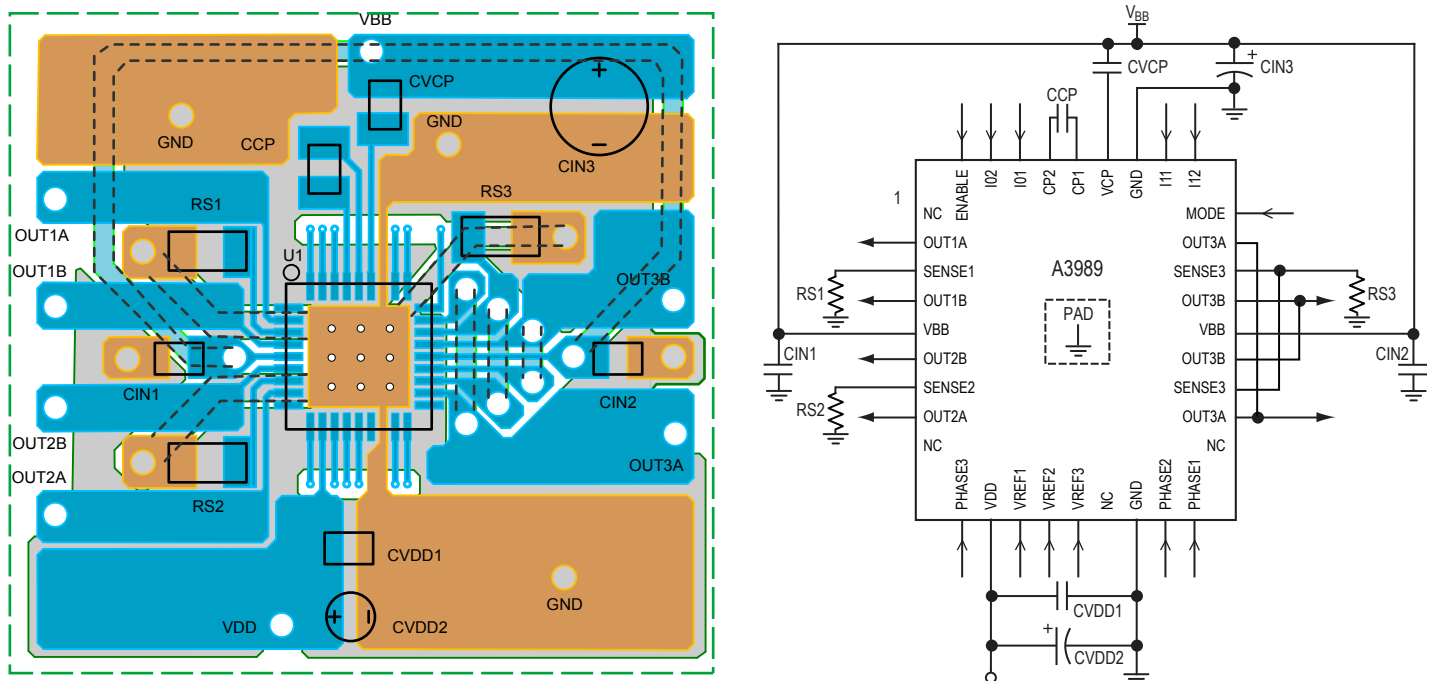 VBB
CVCP
GND
GND
CCP
CIN3
RS1
RS3
OUT1A
U1
OUT1B
OUT3B
CIN1
CIN2
OUT2B
OUT3A
OUT2A
RS2
CVDD1
GND
VDD
CVDD2
+
–
+
–
VBB
CVCP
+
CIN3
CCP
ENABLE
I02
I01
CP2
CP1
VCP
GND
I11
I12
1
NC
MODE
OUT1A
OUT3A
SENSE1
A3989
SENSE3
RS1
OUT1B
PAD
OUT3B
RS3
VBB
VBB
CIN1
OUT2B
OUT3B
CIN2
SENSE2
SENSE3
RS2
OUT2A
OUT3A
NC
NC
PHASE3
VDD
VREF1
VREF2
VREF3
NC
GND
PHASE2
PHASE1
CVDD1
+
CVDD2